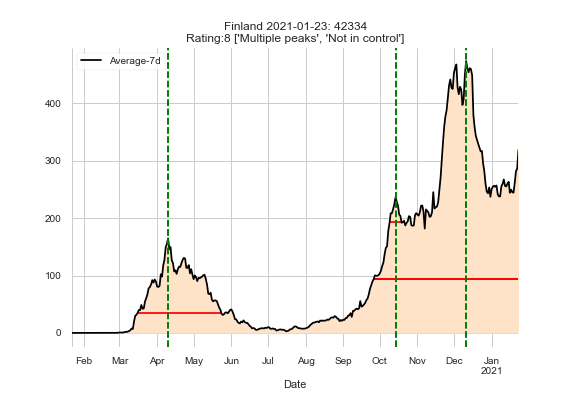 Finland 2021-01-23: 42334
Rating:8 ['Multiple peaks', 'Not in control']
Average-7d
400
300
200
100
0
Feb Mar Apr May Jun Jul Aug Sep Oct Nov Dec Jan
2021
Date